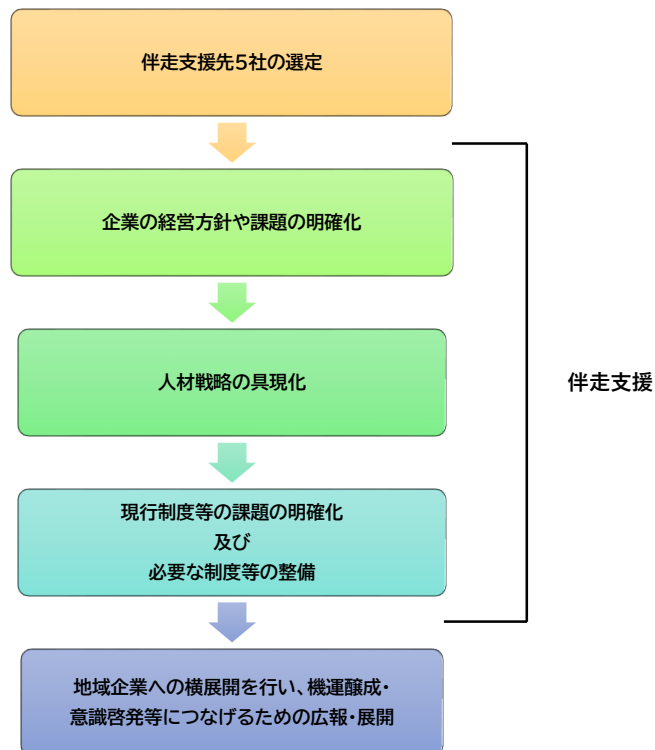 伴走支援先5社の選定
企業の経営方針や課題の明確化
人材戦略の具現化
伴走支援
現行制度等の課題の明確化
及び
必要な制度等の整備
地域企業への横展開を行い、機運醸成・
意識啓発等につなげるための広報・展開